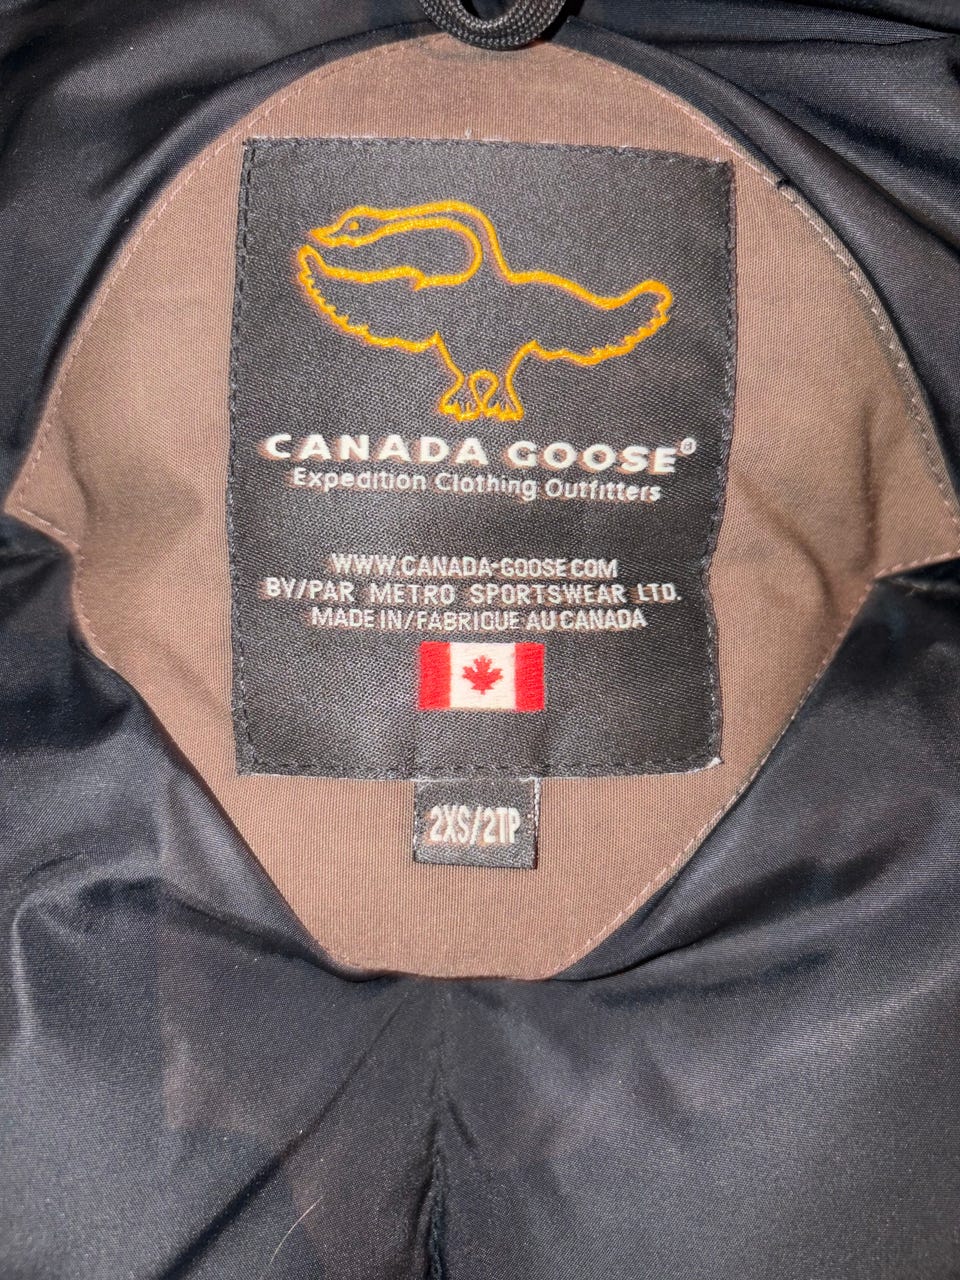 CANADA GOOSE®
Expedition Clothing Outfitters
WWW.CANADA-GOOSE.COM
BY/PAR METRO SPORTSWEAR LTD.
MADE IN/FABRIQUE AU CANADA
2XS/2TP